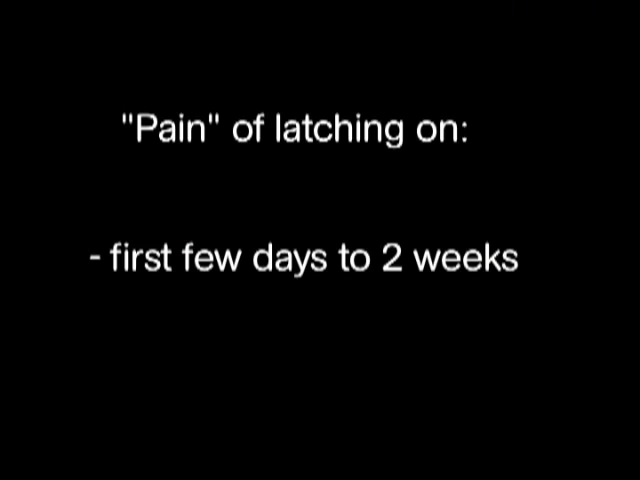 "Pain" of latching on:
- first few days to 2 weeks